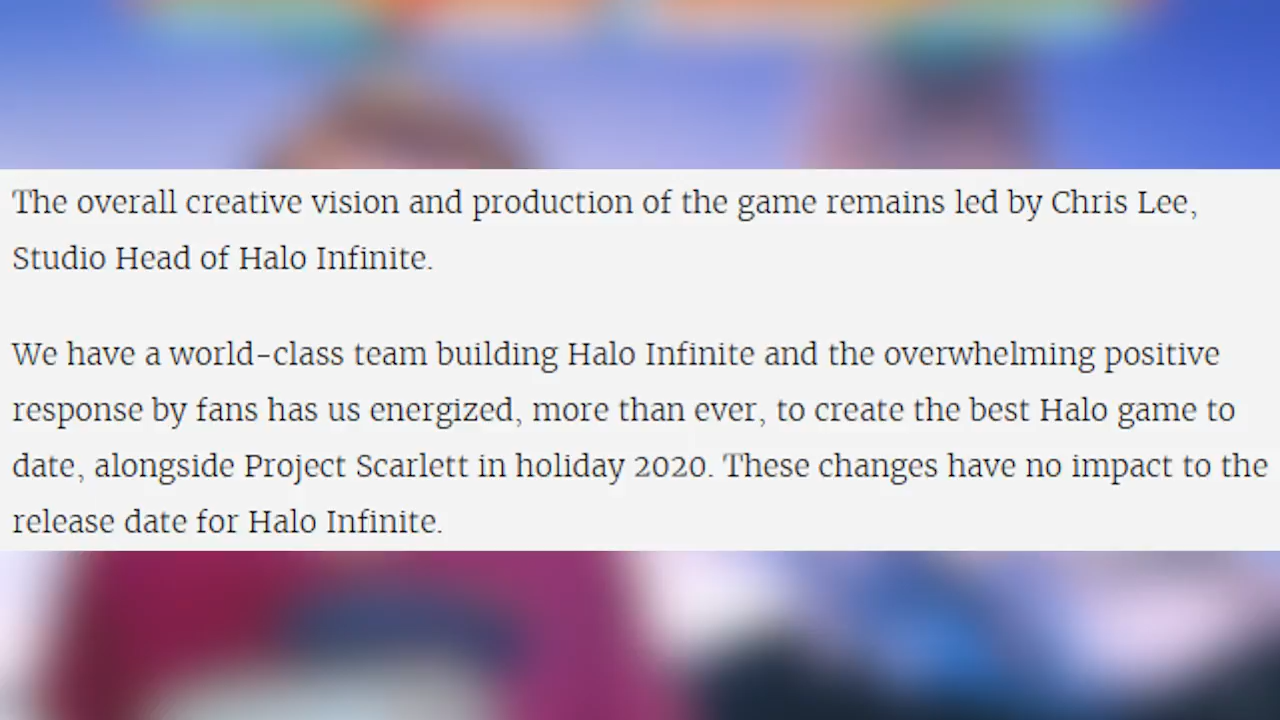 The overall creative vision and production of the game remains led by Chris Lee,
Studio Head of Halo Infinite.
We have a world-class team building Halo Infinite and the overwhelming positive
response by fans has us energized, more than ever, to create the best Halo game to
date, alongside Project Scarlett in holiday 2020. These changes have no impact to the
release date for Halo Infinite.